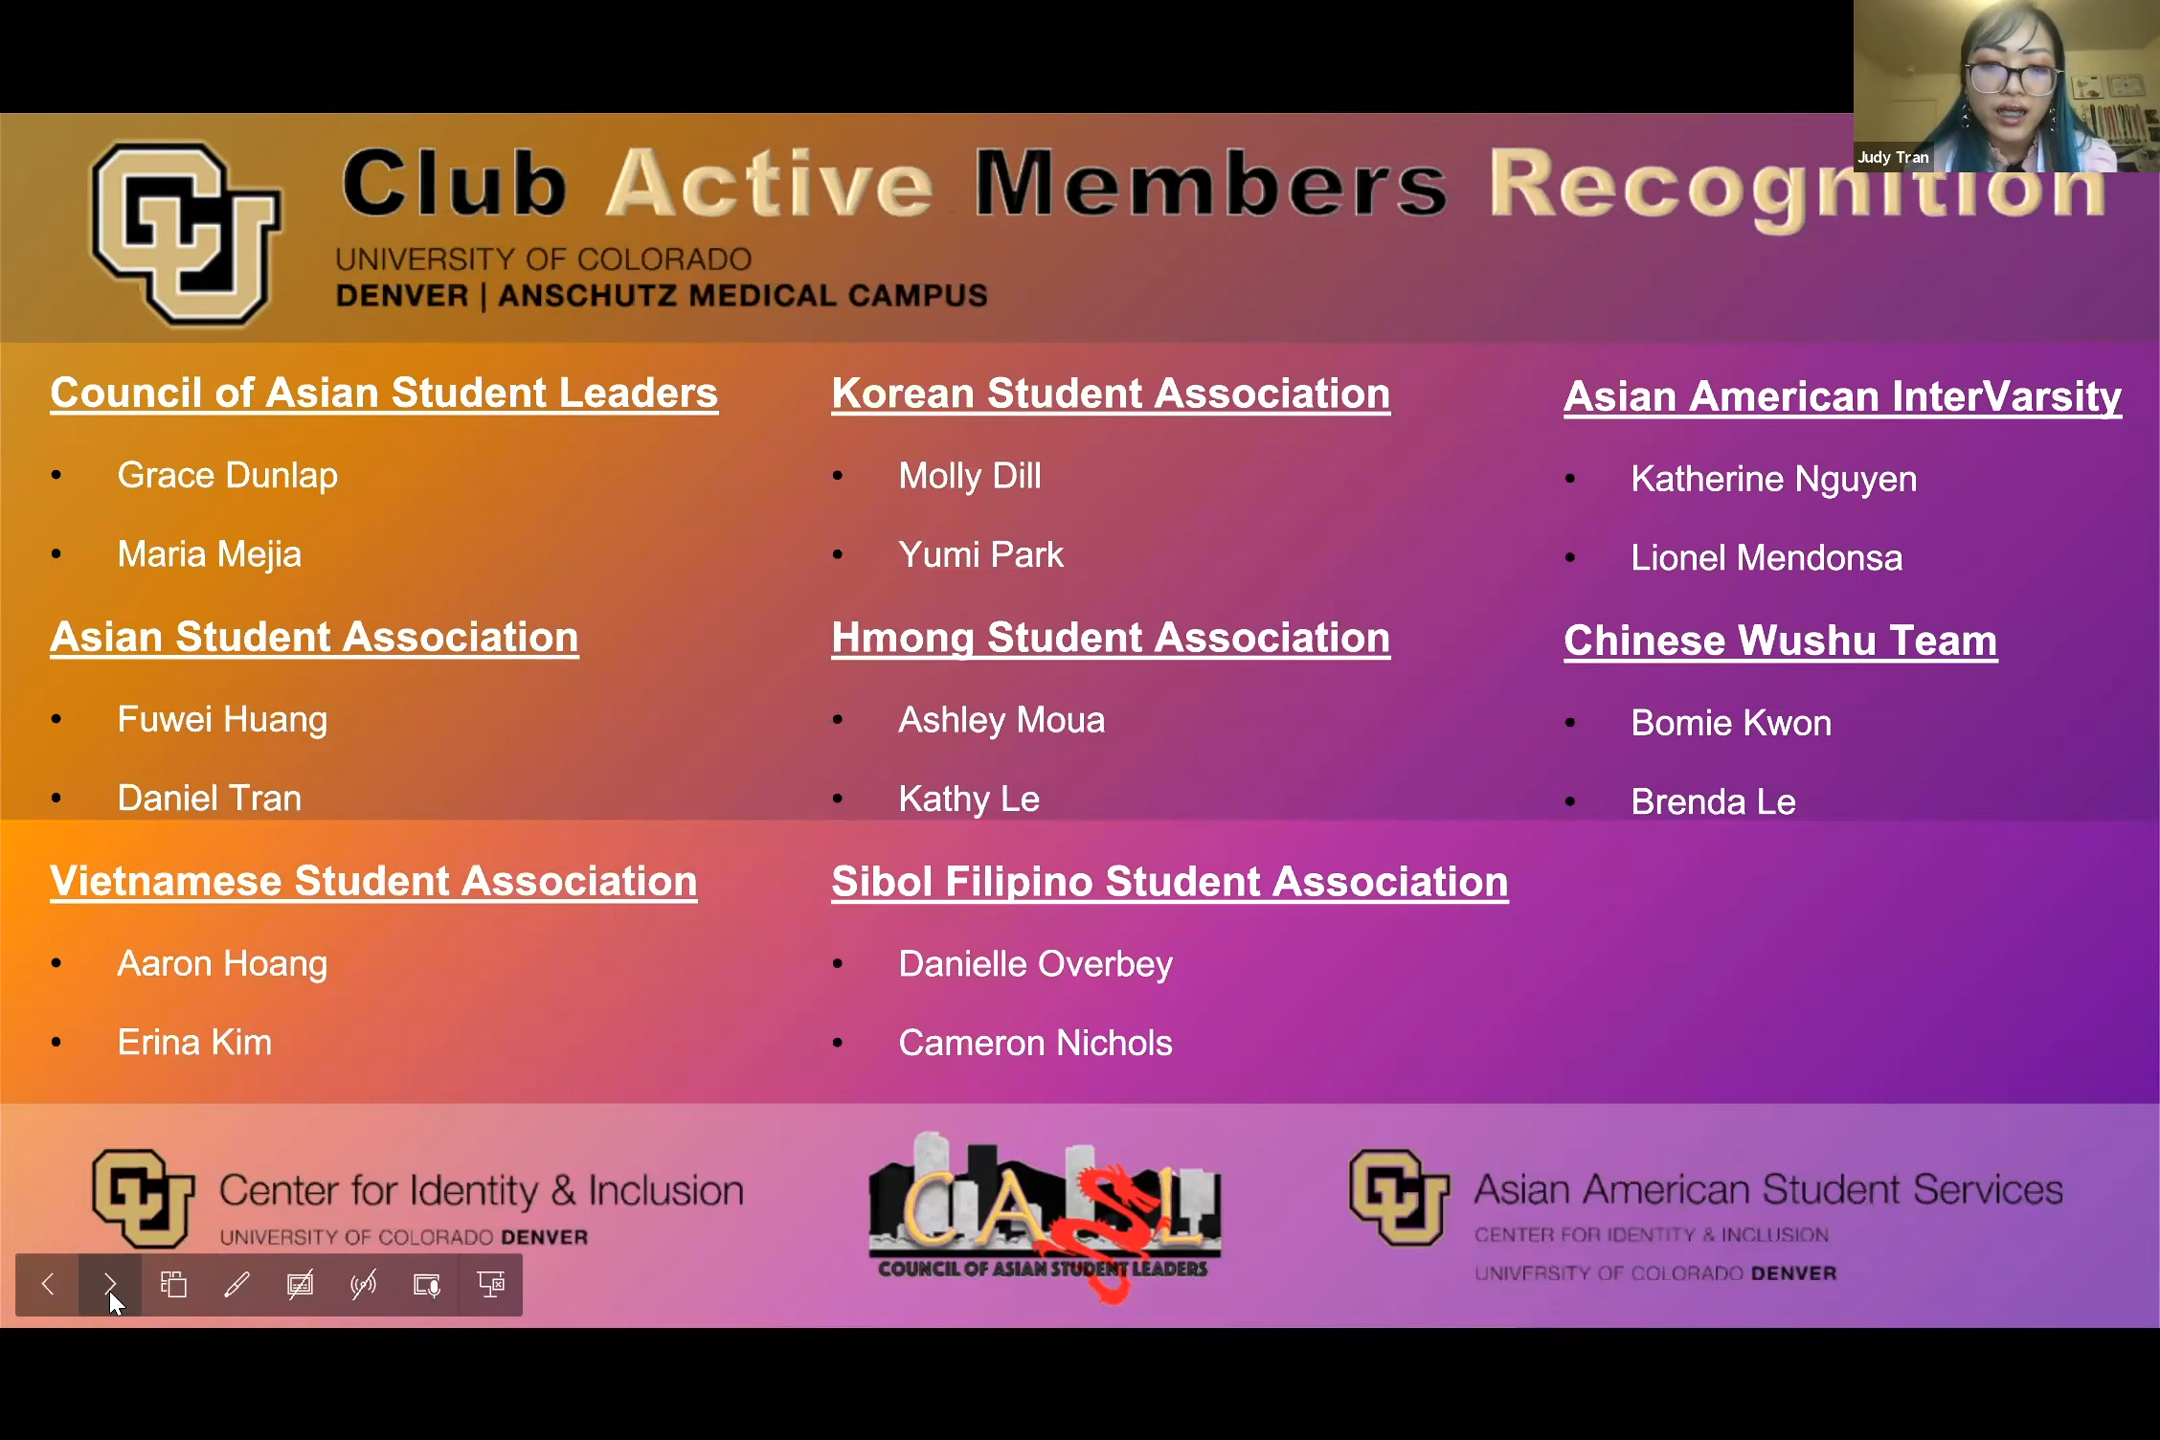 Judy Tran
CU
Club Active Members Recognition
UNIVERSITY OF COLORADO
DENVER | ANSCHUTZ MEDICAL CAMPUS
Council of Asian Student Leaders
• Grace Dunlap
• Maria Mejia
Asian Student Association
• Fuwei Huang
• Daniel Tran
Vietnamese Student Association
• Aaron Hoang
• Erina Kim
Korean Student Association
• Molly Dill
• Yumi Park
Hmong Student Association
• Ashley Moua
• Kathy Le
Sibol Filipino Student Association
• Danielle Overbey
• Cameron Nichols
Asian American InterVarsity
• Katherine Nguyen
• Lionel Mendonsa
Chinese Wushu Team
• Bomie Kwon
• Brenda Le
CU
Center for Identity & Inclusion
UNIVERSITY OF COLORADO DENVER
CASL
COUNCIL OF ASIAN STUDENT LEADERS
CU
Asian American Student Services
CENTER FOR IDENTITY & INCLUSION
UNIVERSITY OF COLORADO DENVER